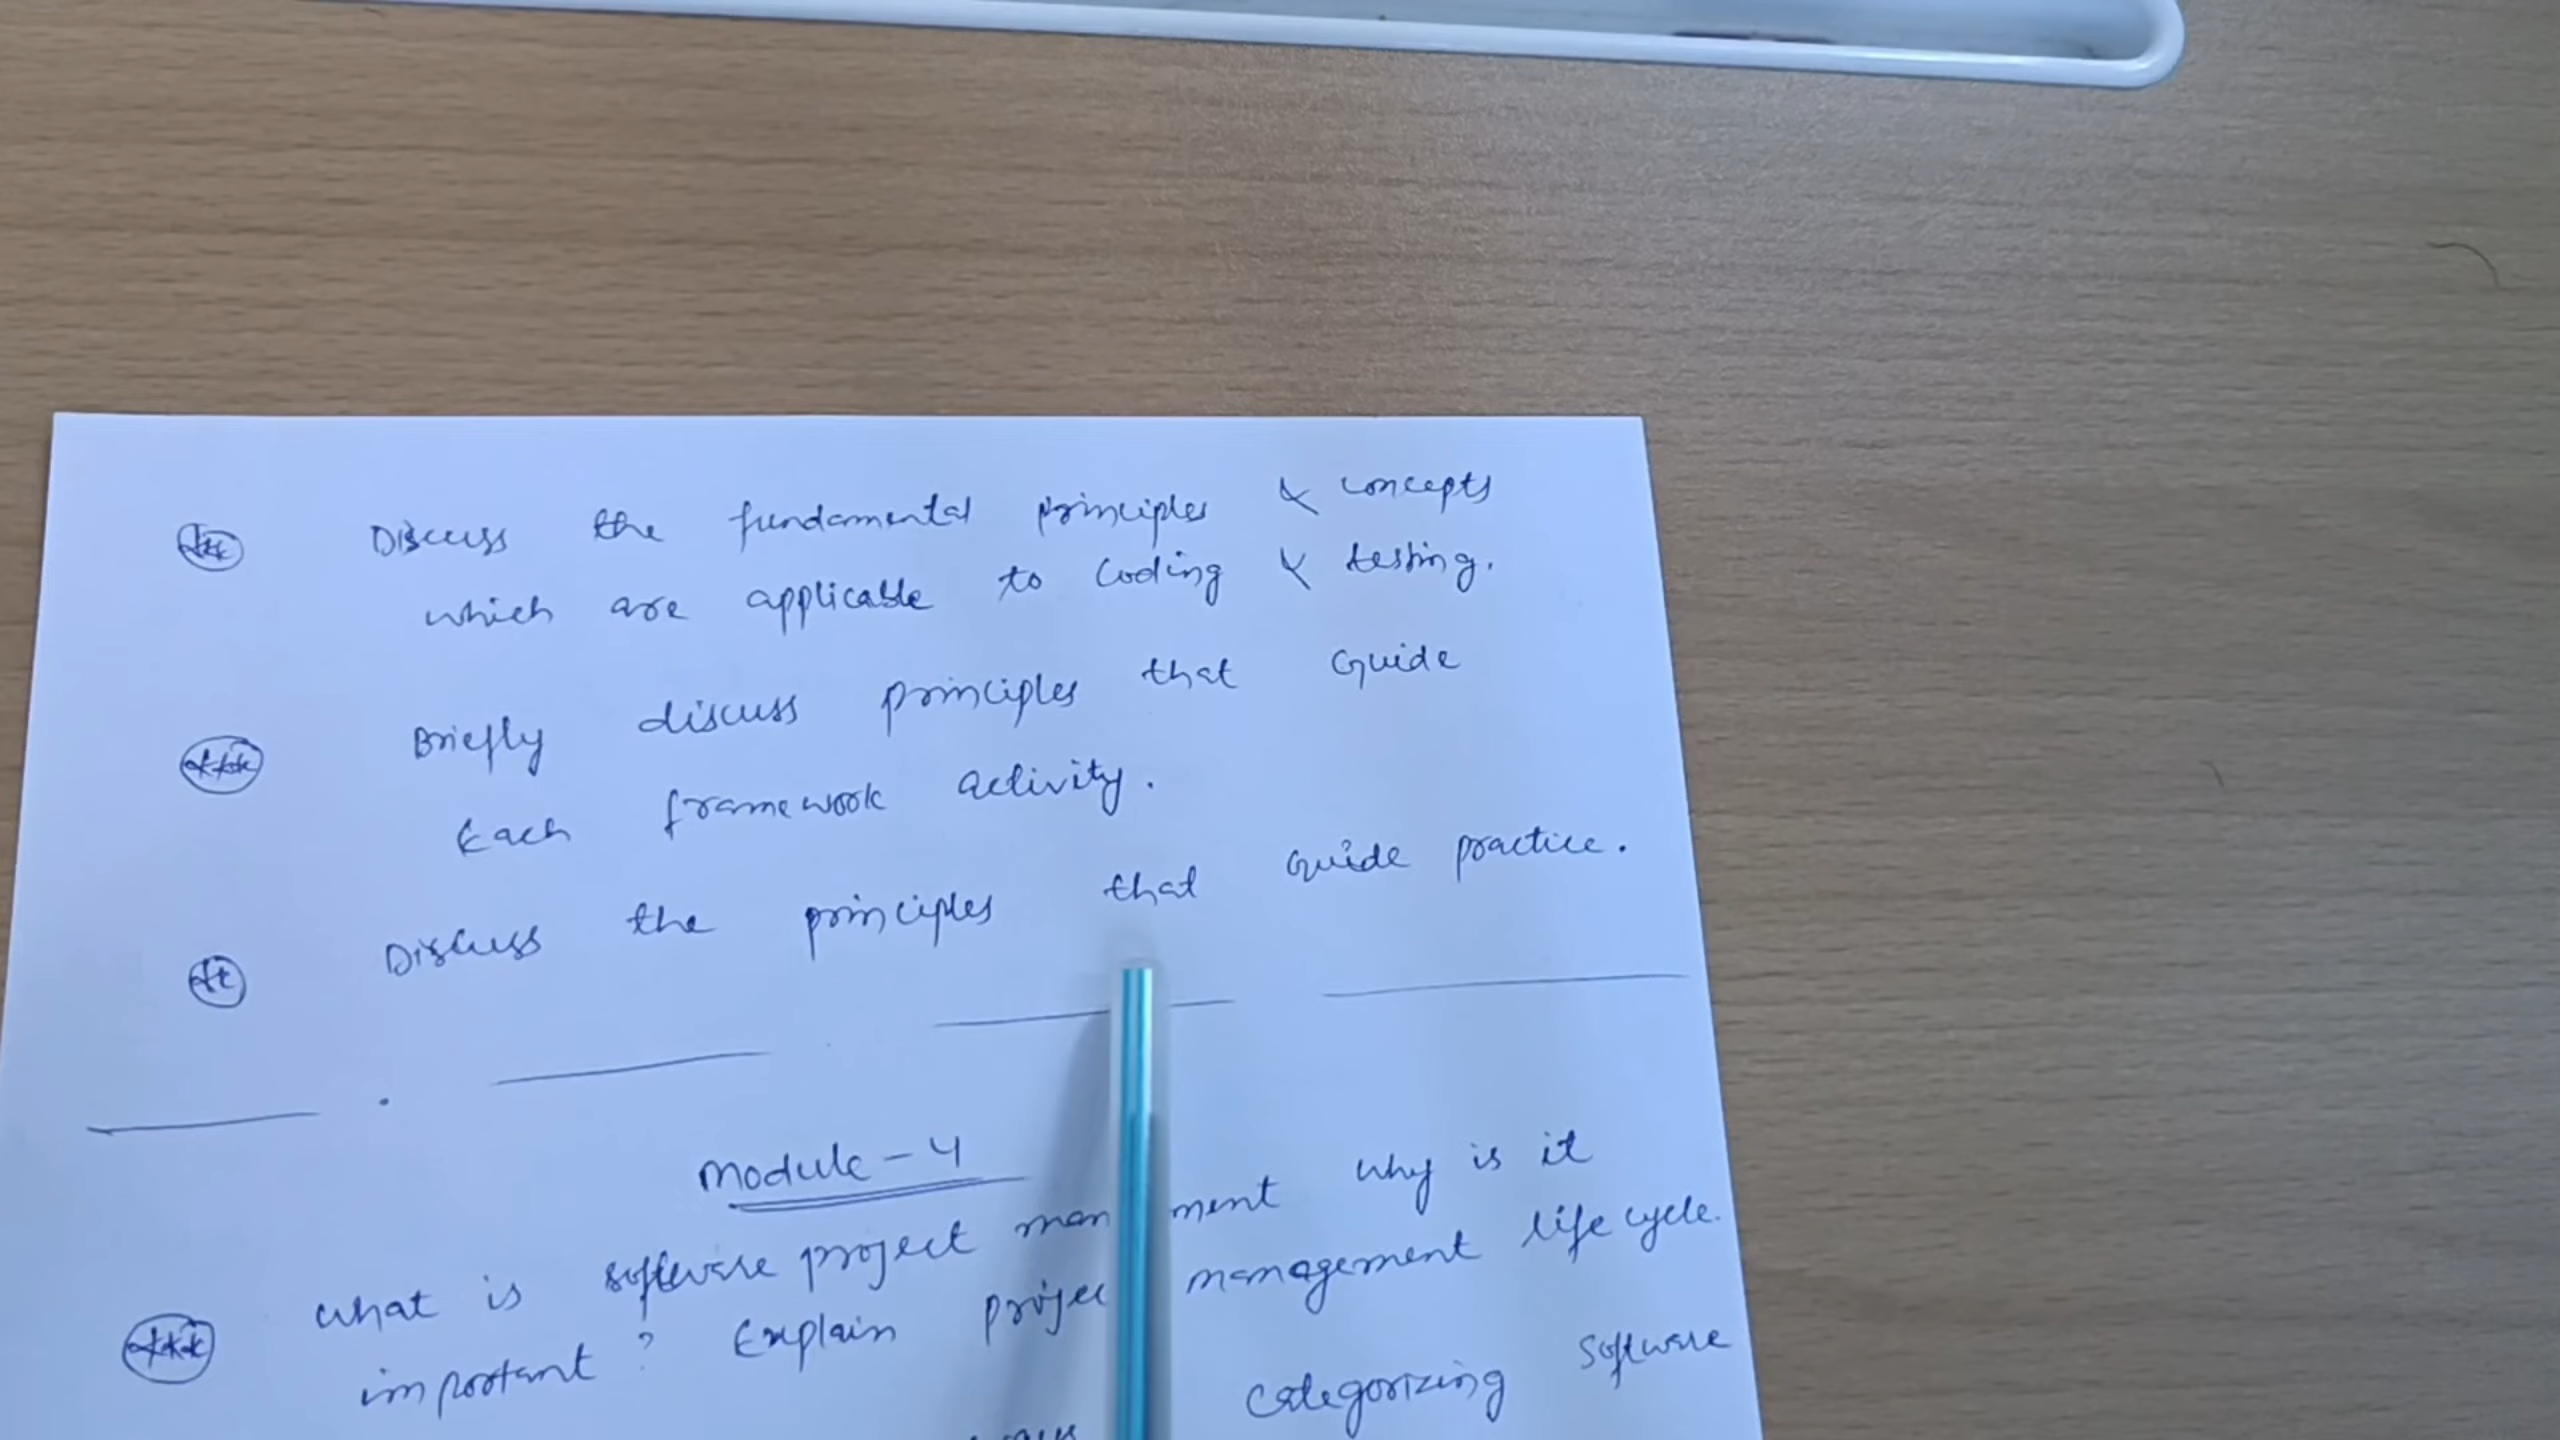 Discuss the fundamental principles & concepts
which are applicable to Coding & testing.
Briefly discuss principles that Guide
Each framework activity.
Discuss the principles that Guide practice.
Module - 4
What is software project ment why is it
important? Explain projec management life cycle.
categorizing software